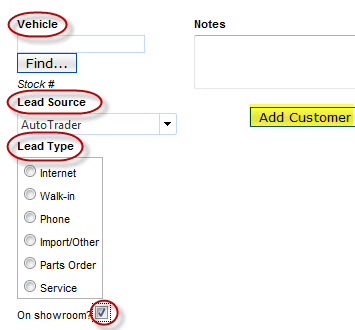 Vehicle
Find...
Stock #
Lead Source
AutoTrader
Lead Type
Internet
Walk-in
Phone
Import/Other
Parts Order
Service
On showroom?
Notes
Add Customer